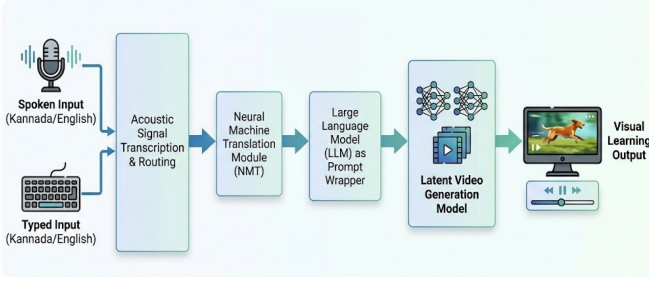 Spoken Input
(Kannada/English)
Typed Input
(Kannada/English)
Acoustic
Signal
Transcription
& Routing
Neural
Machine
Translation
Module
(NMT)
Large
Language
Model
(LLM) as
Prompt
Wrapper
Latent Video
Generation
Model
Visual
Learning
Output